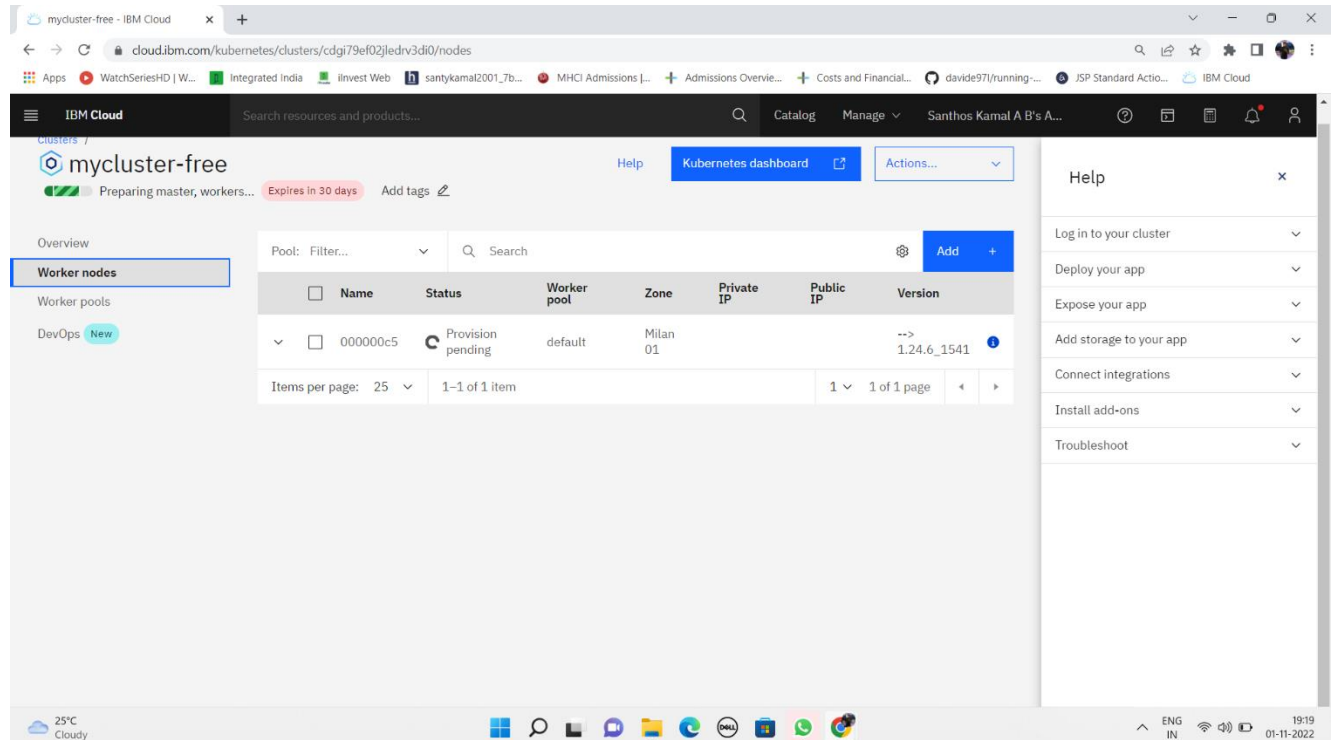 mycluster-free - IBM Cloud
cloud.ibm.com/kubernetes/clusters/cdgi79ef02jledrv3di0/nodes
Apps WatchSeriesHD | W... Integrated India iInvest Web santykamal2001_7b... MHCI Admissions |... Admissions Overvie... Costs and Financial... davide97l/running-... JSP Standard Actio... IBM Cloud
IBM Cloud Search resources and products... Catalog Manage Santhos Kamal A B's A...
Clusters /
mycluster-free Help Kubernetes dashboard Actions...
Preparing master, workers... Expires in 30 days Add tags
Overview
Worker nodes
Worker pools
DevOps New
Pool: Filter... Search Add +
Name Status Worker pool Zone Private IP Public IP Version
000000c5 Provision pending default Milan 01 --> 1.24.6_1541
Items per page: 25 1–1 of 1 item 1 1 of 1 page
Help
Log in to your cluster
Deploy your app
Expose your app
Add storage to your app
Connect integrations
Install add-ons
Troubleshoot
25°C
Cloudy
DELL
ENG
IN
19:19
01-11-2022